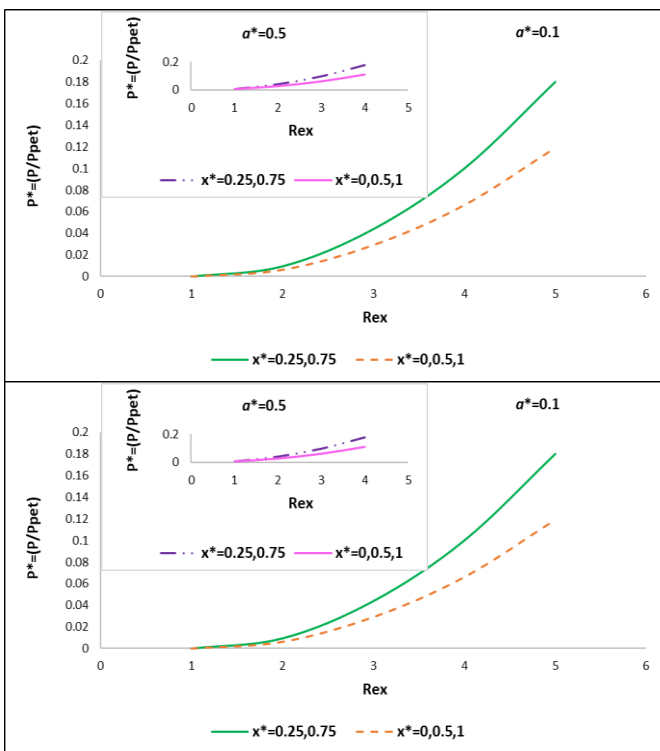 a*=0.5
a*=0.1
P*=(P/Ppet)
0.2
0.18
0.16
0.14
0.12
0.1
0.08
0.06
0.04
0.02
0
0 1 2 3 4 5 6
Rex
P*=(P/Ppet)
0.2
0
0 1 2 3 4 5
Rex
x*=0.25,0.75 x*=0,0.5,1
x*=0.25,0.75 x*=0,0.5,1
a*=0.5
a*=0.1
P*=(P/Ppet)
0.2
0.18
0.16
0.14
0.12
0.1
0.08
0.06
0.04
0.02
0
0 1 2 3 4 5 6
Rex
P*=(P/Ppet)
0.2
0
0 1 2 3 4 5
Rex
x*=0.25,0.75 x*=0,0.5,1
x*=0.25,0.75 x*=0,0.5,1